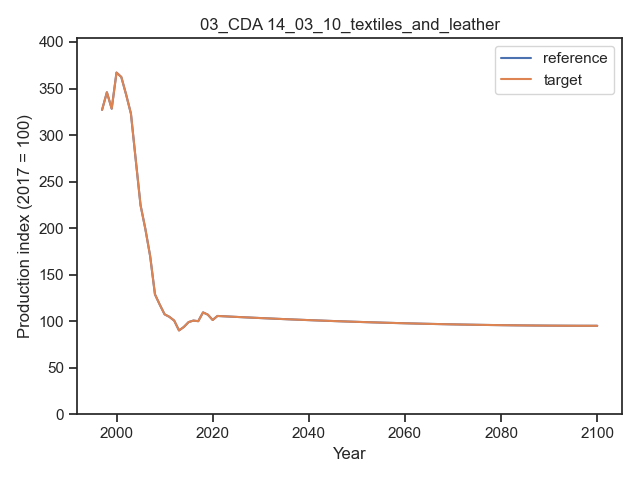 03_CDA 14_03_10_textiles_and_leather
400
350
300
250
200
150
100
50
0
Production index (2017 = 100)
reference
target
2000 2020 2040 2060 2080 2100
Year